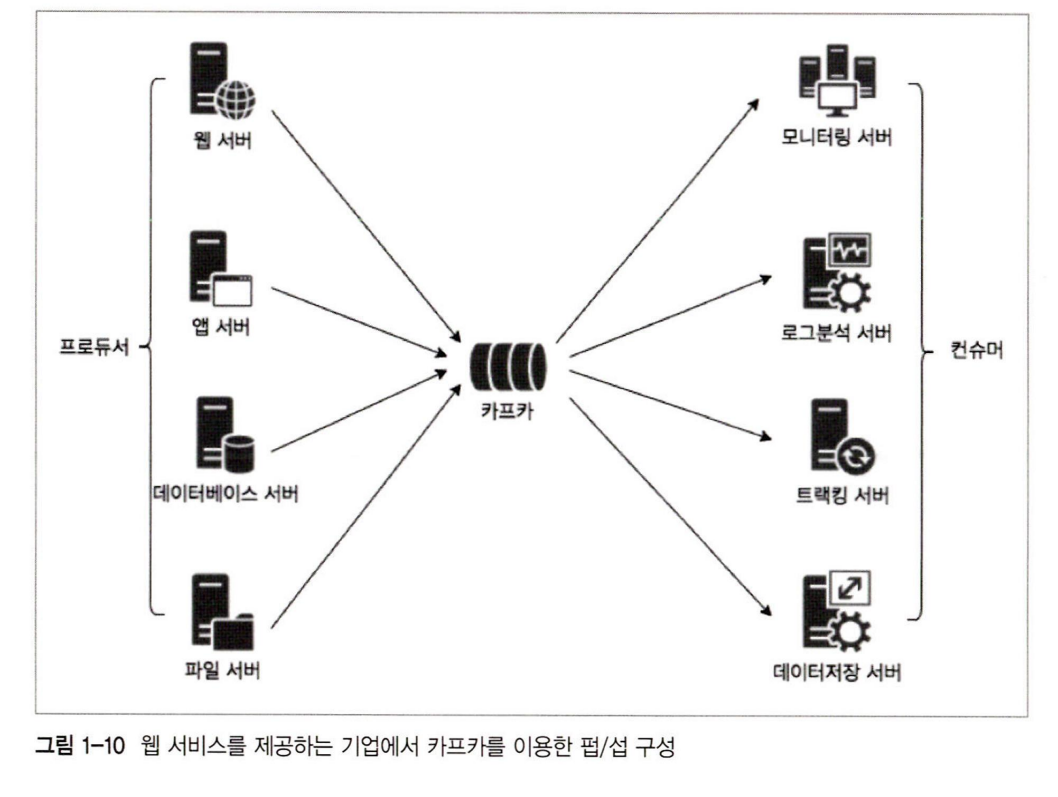 웹 서버
앱 서버
프로듀서
데이터베이스 서버
파일 서버
카프카
모니터링 서버
로그분석 서버
컨슈머
트랙킹 서버
데이터저장 서버
그림 1-10 웹 서비스를 제공하는 기업에서 카프카를 이용한 펍/섭 구성